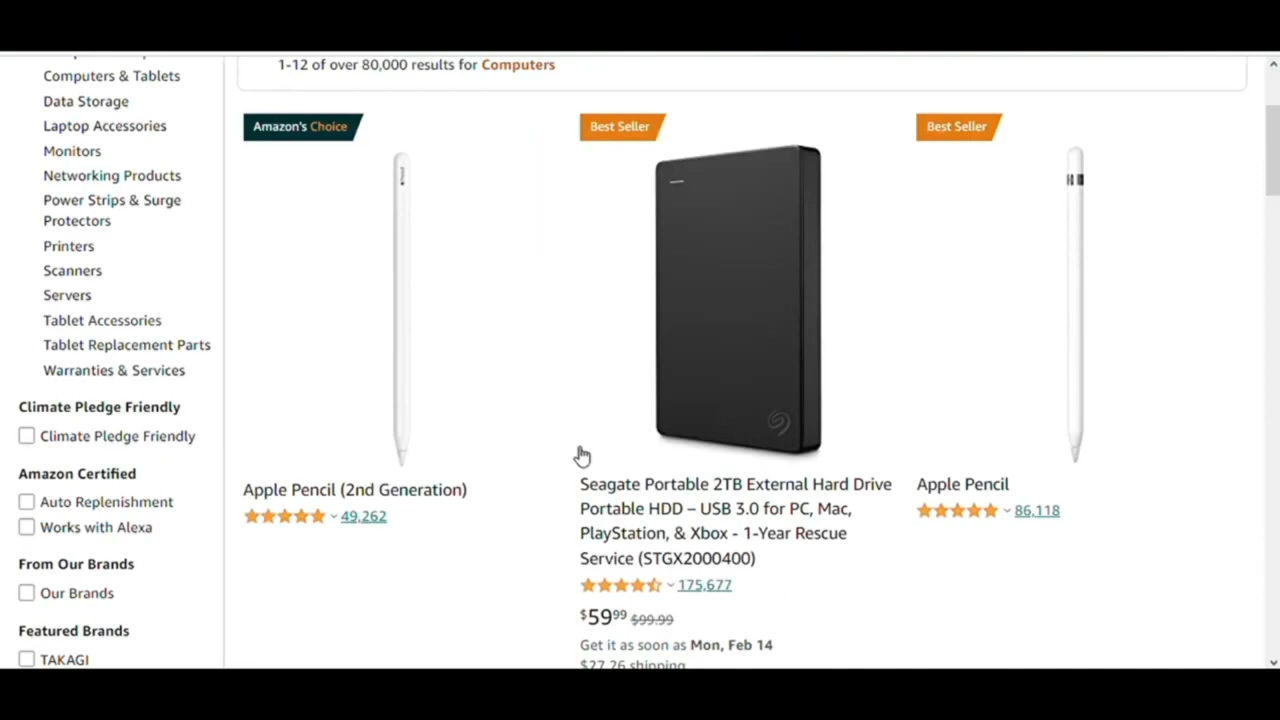 1-12 of over 80,000 results for Computers
Computers & Tablets
Data Storage
Laptop Accessories
Monitors
Networking Products
Power Strips & Surge
Protectors
Printers
Scanners
Servers
Tablet Accessories
Tablet Replacement Parts
Warranties & Services
Climate Pledge Friendly
Climate Pledge Friendly
Amazon Certified
Auto Replenishment
Works with Alexa
From Our Brands
Our Brands
Featured Brands
TAKAGI
Amazon's Choice
Apple Pencil (2nd Generation)
49,262
Best Seller
Seagate Portable 2TB External Hard Drive
Portable HDD – USB 3.0 for PC, Mac,
PlayStation, & Xbox - 1-Year Rescue
Service (STGX2000400)
175,677
$5999 $99.99
Get it as soon as Mon, Feb 14
$27.26 shipping
Best Seller
Apple Pencil
86,118